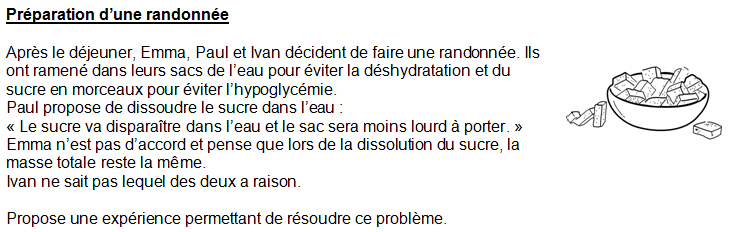 Préparation d’une randonnée
Après le déjeuner, Emma, Paul et Ivan décident de faire une randonnée. Ils
ont ramené dans leurs sacs de l’eau pour éviter la déshydratation et du
sucre en morceaux pour éviter l’hypoglycémie.
Paul propose de dissoudre le sucre dans l’eau :
« Le sucre va disparaître dans l’eau et le sac sera moins lourd à porter. »
Emma n’est pas d’accord et pense que lors de la dissolution du sucre, la
masse totale reste la même.
Ivan ne sait pas lequel des deux a raison.
Propose une expérience permettant de résoudre ce problème.